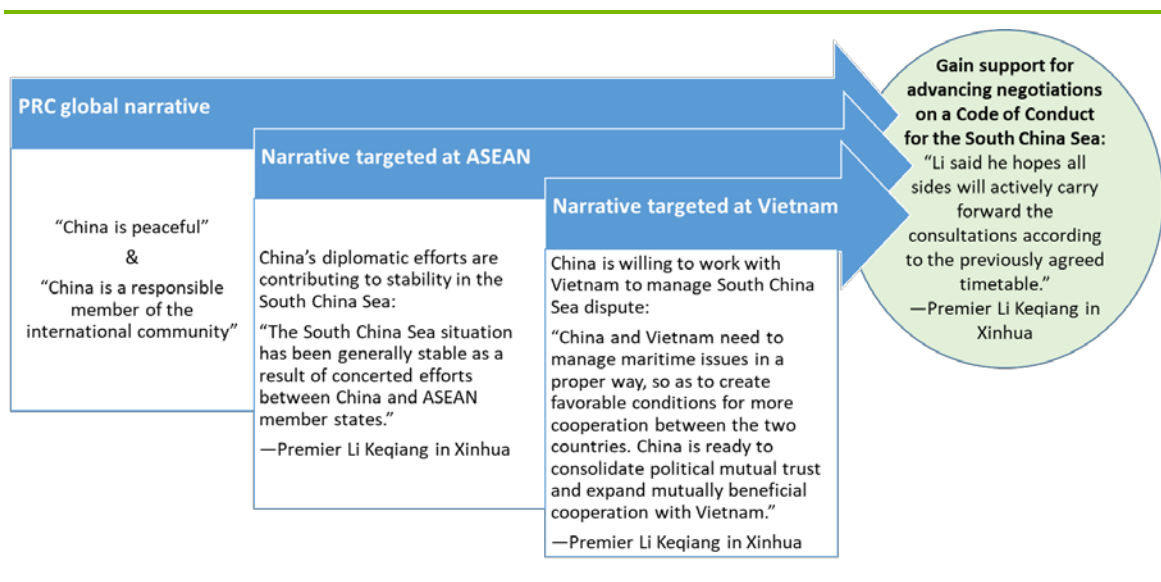 PRC global narrative
“China is peaceful”
&
“China is a responsible
member of the
international community”
Narrative targeted at ASEAN
China’s diplomatic efforts are
contributing to stability in the
South China Sea:
“The South China Sea situation
has been generally stable as a
result of concerted efforts
between China and ASEAN
member states.”
—Premier Li Keqiang in Xinhua
Narrative targeted at Vietnam
China is willing to work with
Vietnam to manage South China
Sea dispute:
“China and Vietnam need to
manage maritime issues in a
proper way, so as to create
favorable conditions for more
cooperation between the two
countries. China is ready to
consolidate political mutual trust
and expand mutually beneficial
cooperation with Vietnam.”
—Premier Li Keqiang in Xinhua
Gain support for
advancing negotiations
on a Code of Conduct
for the South China Sea:
“Li said he hopes all
sides will actively carry
forward the
consultations according
to the previously agreed
timetable.”
—Premier Li Keqiang in
Xinhua